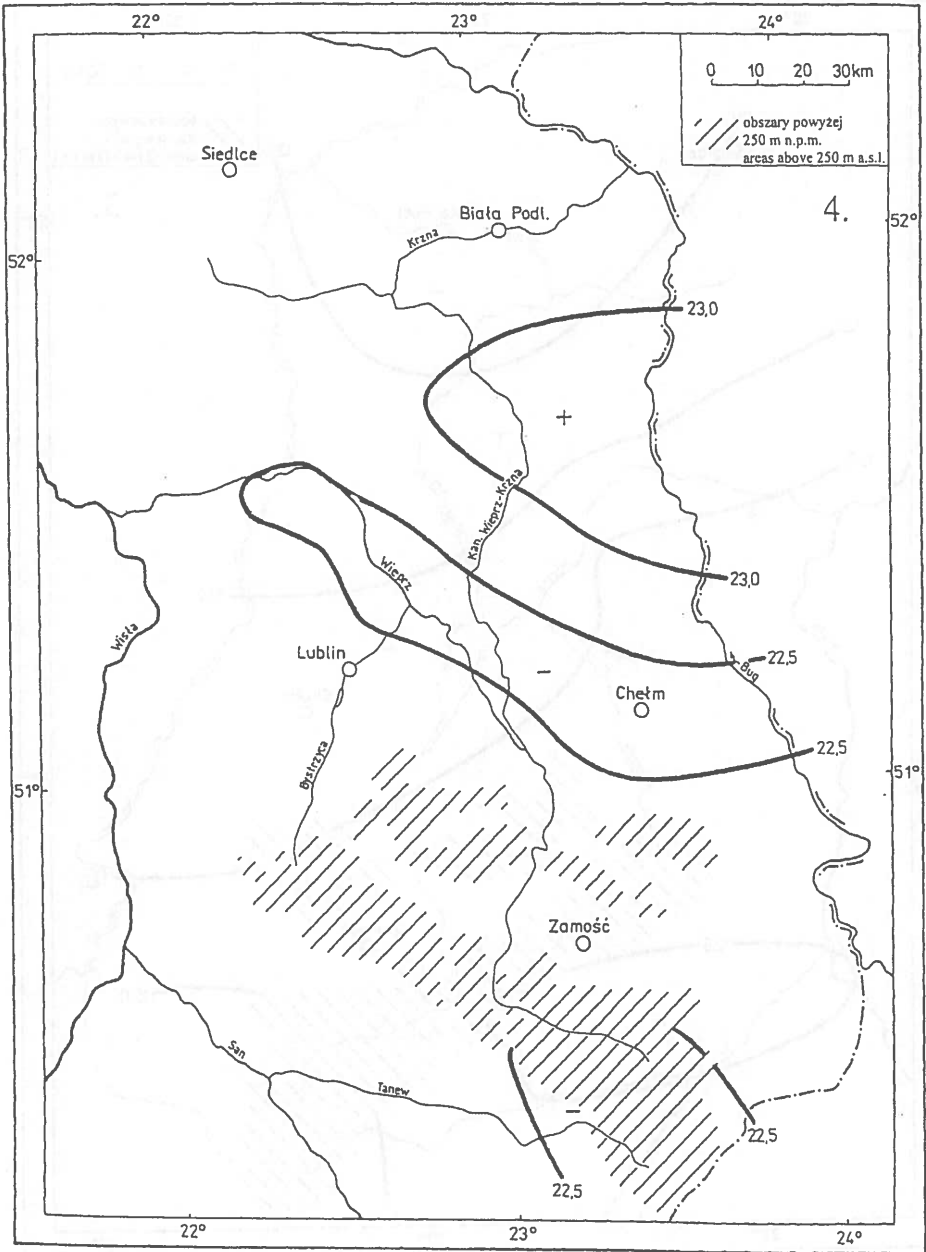 22° 23° 24°
0 10 20 30km
obszary powyżej
250 m n.p.m.
areas above 250 m a.s.l.
4.
Siedlce
Biała Podl.
Krzna
52°
52°
23,0
+
Kan. Wieprz-Krzna
23,0
Wieprz
Wisła
Lublin
22,5
Bug
–
Chełm
22,5
Bystrzyca
51°
51°
Zamość
San
Tanew
–
22,5
22,5
22° 23° 24°